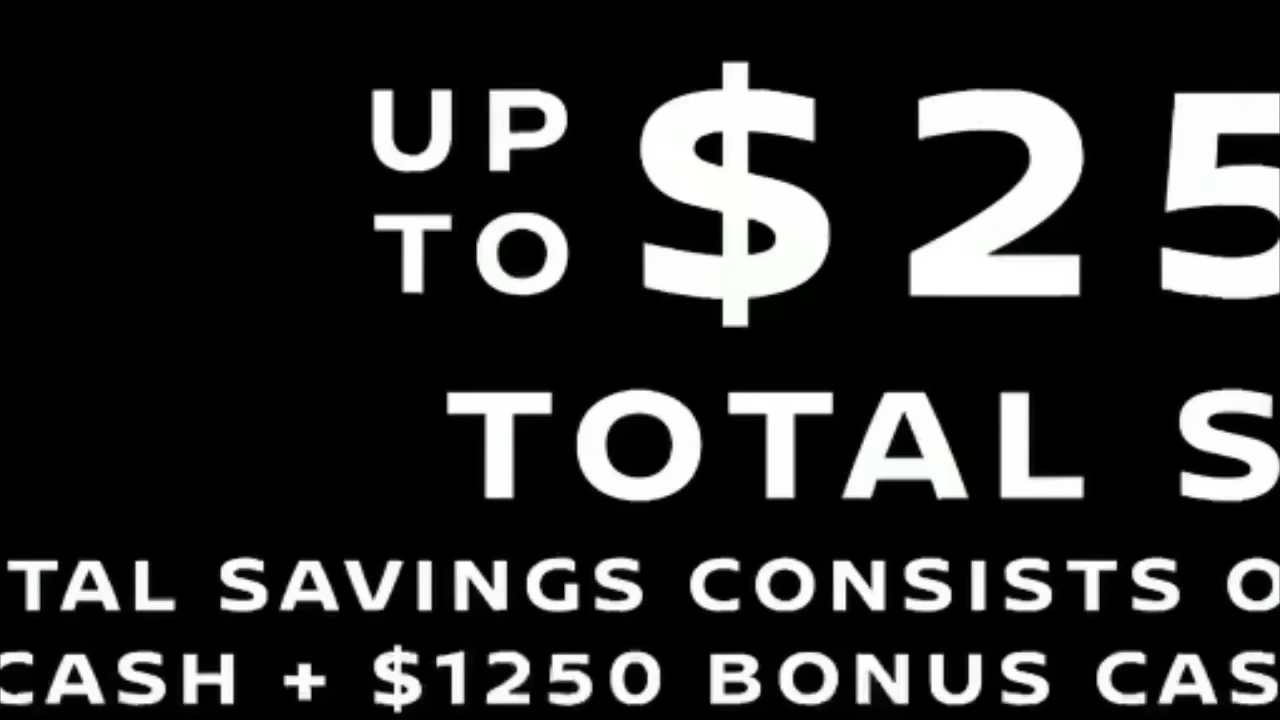 UP
TO $25
TOTAL S
TAL SAVINGS CONSISTS O
CASH + $1250 BONUS CAS